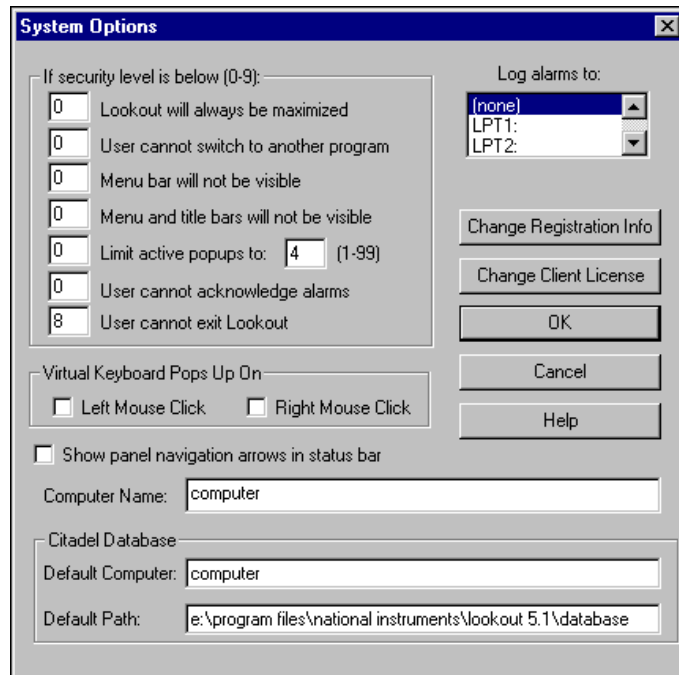 System Options
If security level is below (0-9):
0 Lookout will always be maximized
0 User cannot switch to another program
0 Menu bar will not be visible
0 Menu and title bars will not be visible
0 Limit active popups to: 4 (1-99)
0 User cannot acknowledge alarms
8 User cannot exit Lookout
Log alarms to:
(none)
LPT1:
LPT2:
Change Registration Info
Change Client License
OK
Cancel
Help
Virtual Keyboard Pops Up On
Left Mouse Click Right Mouse Click
Show panel navigation arrows in status bar
Computer Name: computer
Citadel Database
Default Computer: computer
Default Path: e:\program files\national instruments\lookout 5.1\database